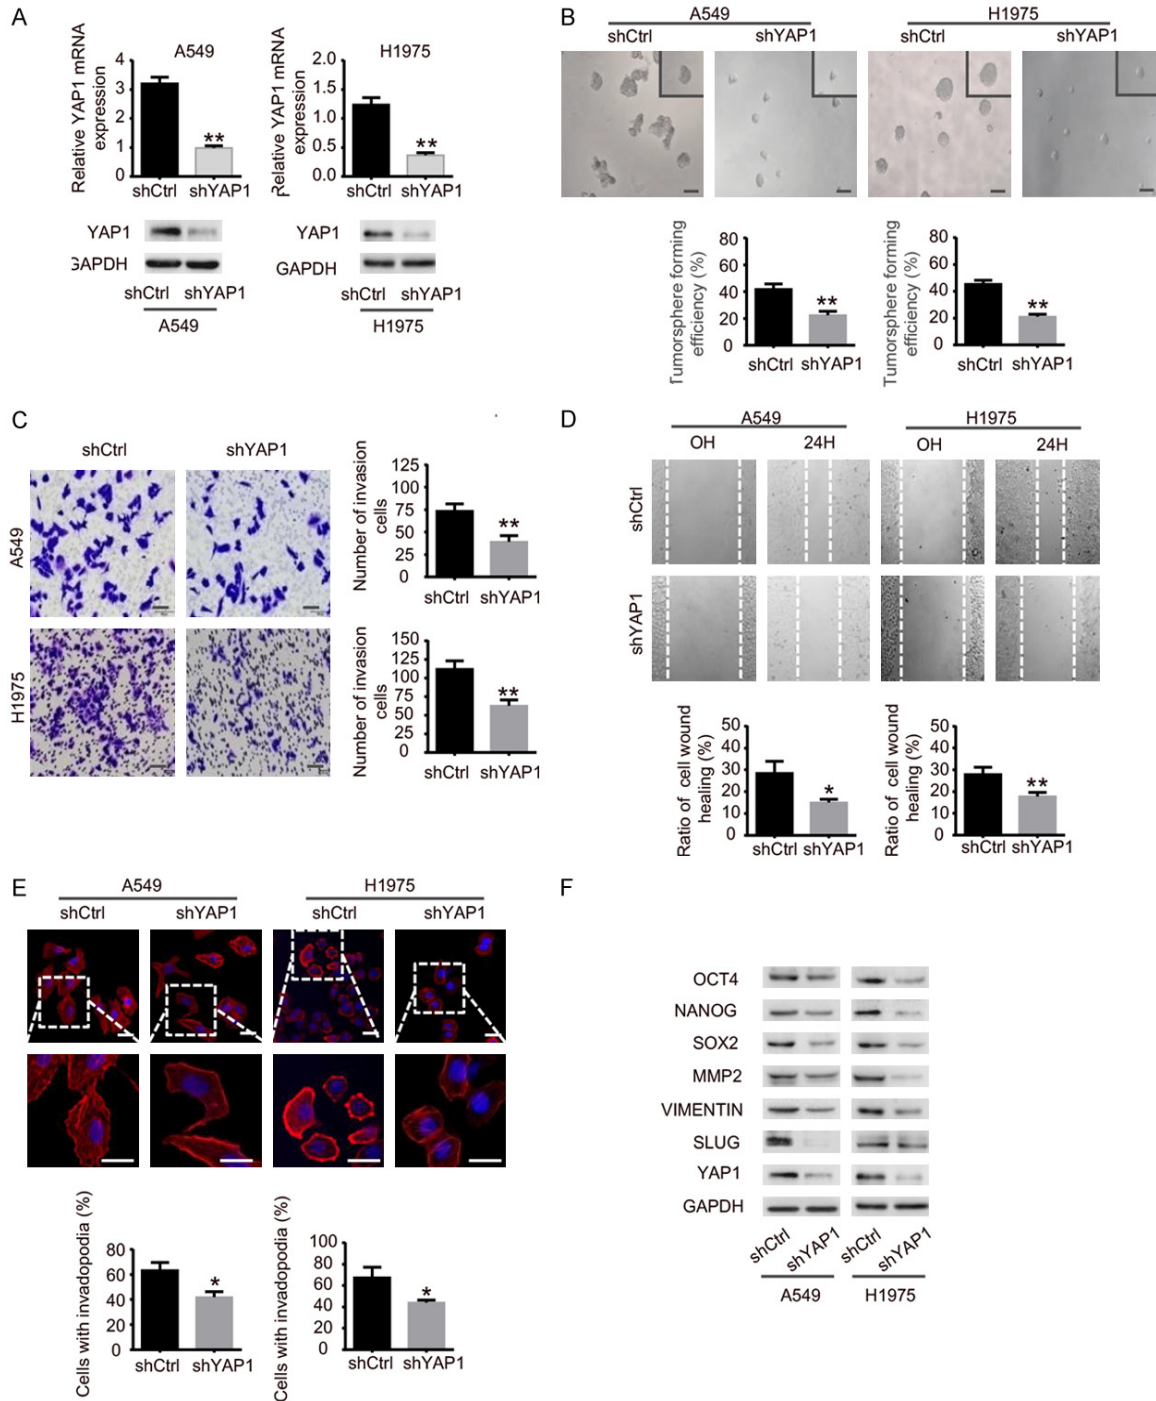 A
A549
H1975
Relative YAP1 mRNA
expression
4
3
2
1
0
**
shCtrl
shYAP1
Relative YAP1 mRNA
expression
2.0
1.5
1.0
0.5
0.0
**
shCtrl
shYAP1
YAP1
GAPDH
shCtrl shYAP1
A549
YAP1
GAPDH
shCtrl shYAP1
H1975
B
A549
H1975
shCtrl
shYAP1
shCtrl
shYAP1
Tumorsphere forming
efficiency (%)
80
60
40
20
0
**
shCtrl shYAP1
Tumorsphere forming
efficiency (%)
80
60
40
20
0
**
shCtrl shYAP1
C
shCtrl
shYAP1
A549
H1975
Number of invasion
cells
125
100
75
50
25
0
**
shCtrl shYAP1
Number of invasion
cells
150
125
100
75
50
25
0
**
shCtrl shYAP1
D
A549
H1975
OH
24H
OH
24H
shCtrl
shYAP1
Ratio of cell wound
healing (%)
50
40
30
20
10
0
*
shCtrl shYAP1
Ratio of cell wound
healing (%)
50
40
30
20
10
0
**
shCtrl shYAP1
E
A549
H1975
shCtrl
shYAP1
shCtrl
shYAP1
Cells with invadopodia (%)
80
60
40
20
0
*
shCtrl shYAP1
Cells with invadopodia (%)
100
80
60
40
20
0
*
shCtrl shYAP1
F
OCT4
NANOG
SOX2
MMP2
VIMENTIN
SLUG
YAP1
GAPDH
shCtrl
shYAP1
shCtrl
shYAP1
A549
H1975